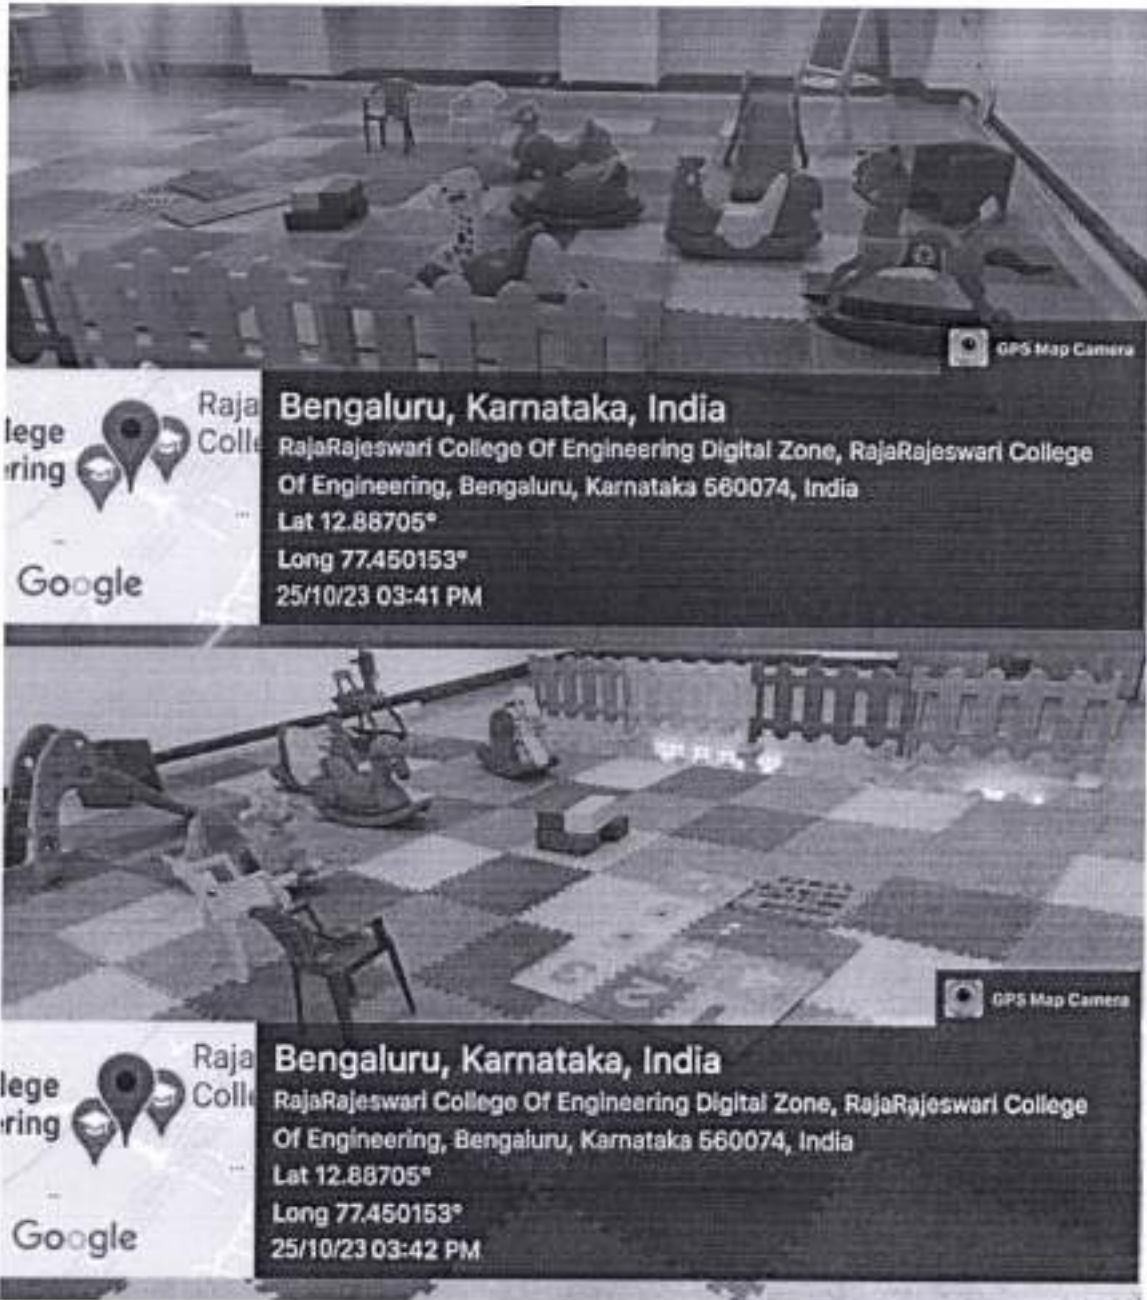 GPS Map Camera
Raja
Colle
lege
ering
Google
Bengaluru, Karnataka, India
RajaRajeswari College Of Engineering Digital Zone, RajaRajeswari College
Of Engineering, Bengaluru, Karnataka 560074, India
Lat 12.88705°
Long 77.450153°
25/10/23 03:41 PM
GPS Map Camera
Raja
Colle
lege
ring
Google
Bengaluru, Karnataka, India
RajaRajeswari College Of Engineering Digital Zone, RajaRajeswari College
Of Engineering, Bengaluru, Karnataka 560074, India
Lat 12.88705°
Long 77.450153°
25/10/23 03:42 PM